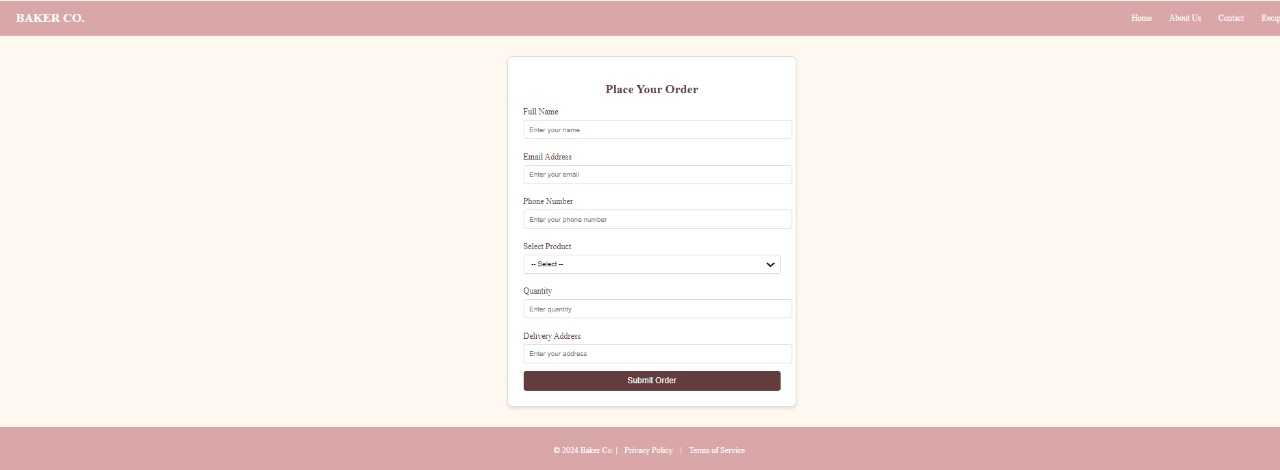 BAKER CO.
Home About Us Contact Recip
Place Your Order
Full Name
Enter your name
Email Address
Enter your email
Phone Number
Enter your phone number
Select Product
-- Select --
Quantity
Enter quantity
Delivery Address
Enter your address
Submit Order
© 2024 Baker Co. | Privacy Policy | Terms of Service